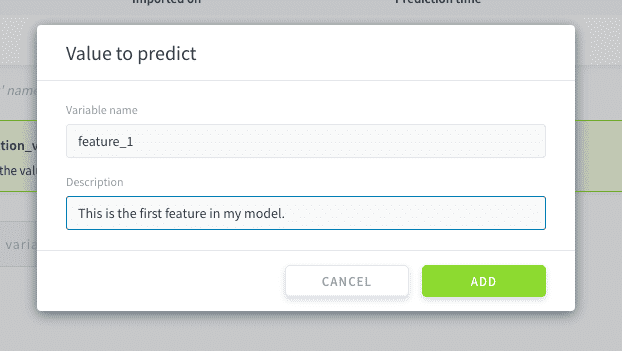 Imported on
Prediction time
Value to predict
' name
Variable name
feature_1
tion_v
the val
Description
This is the first feature in my model.
varia
CANCEL
ADD